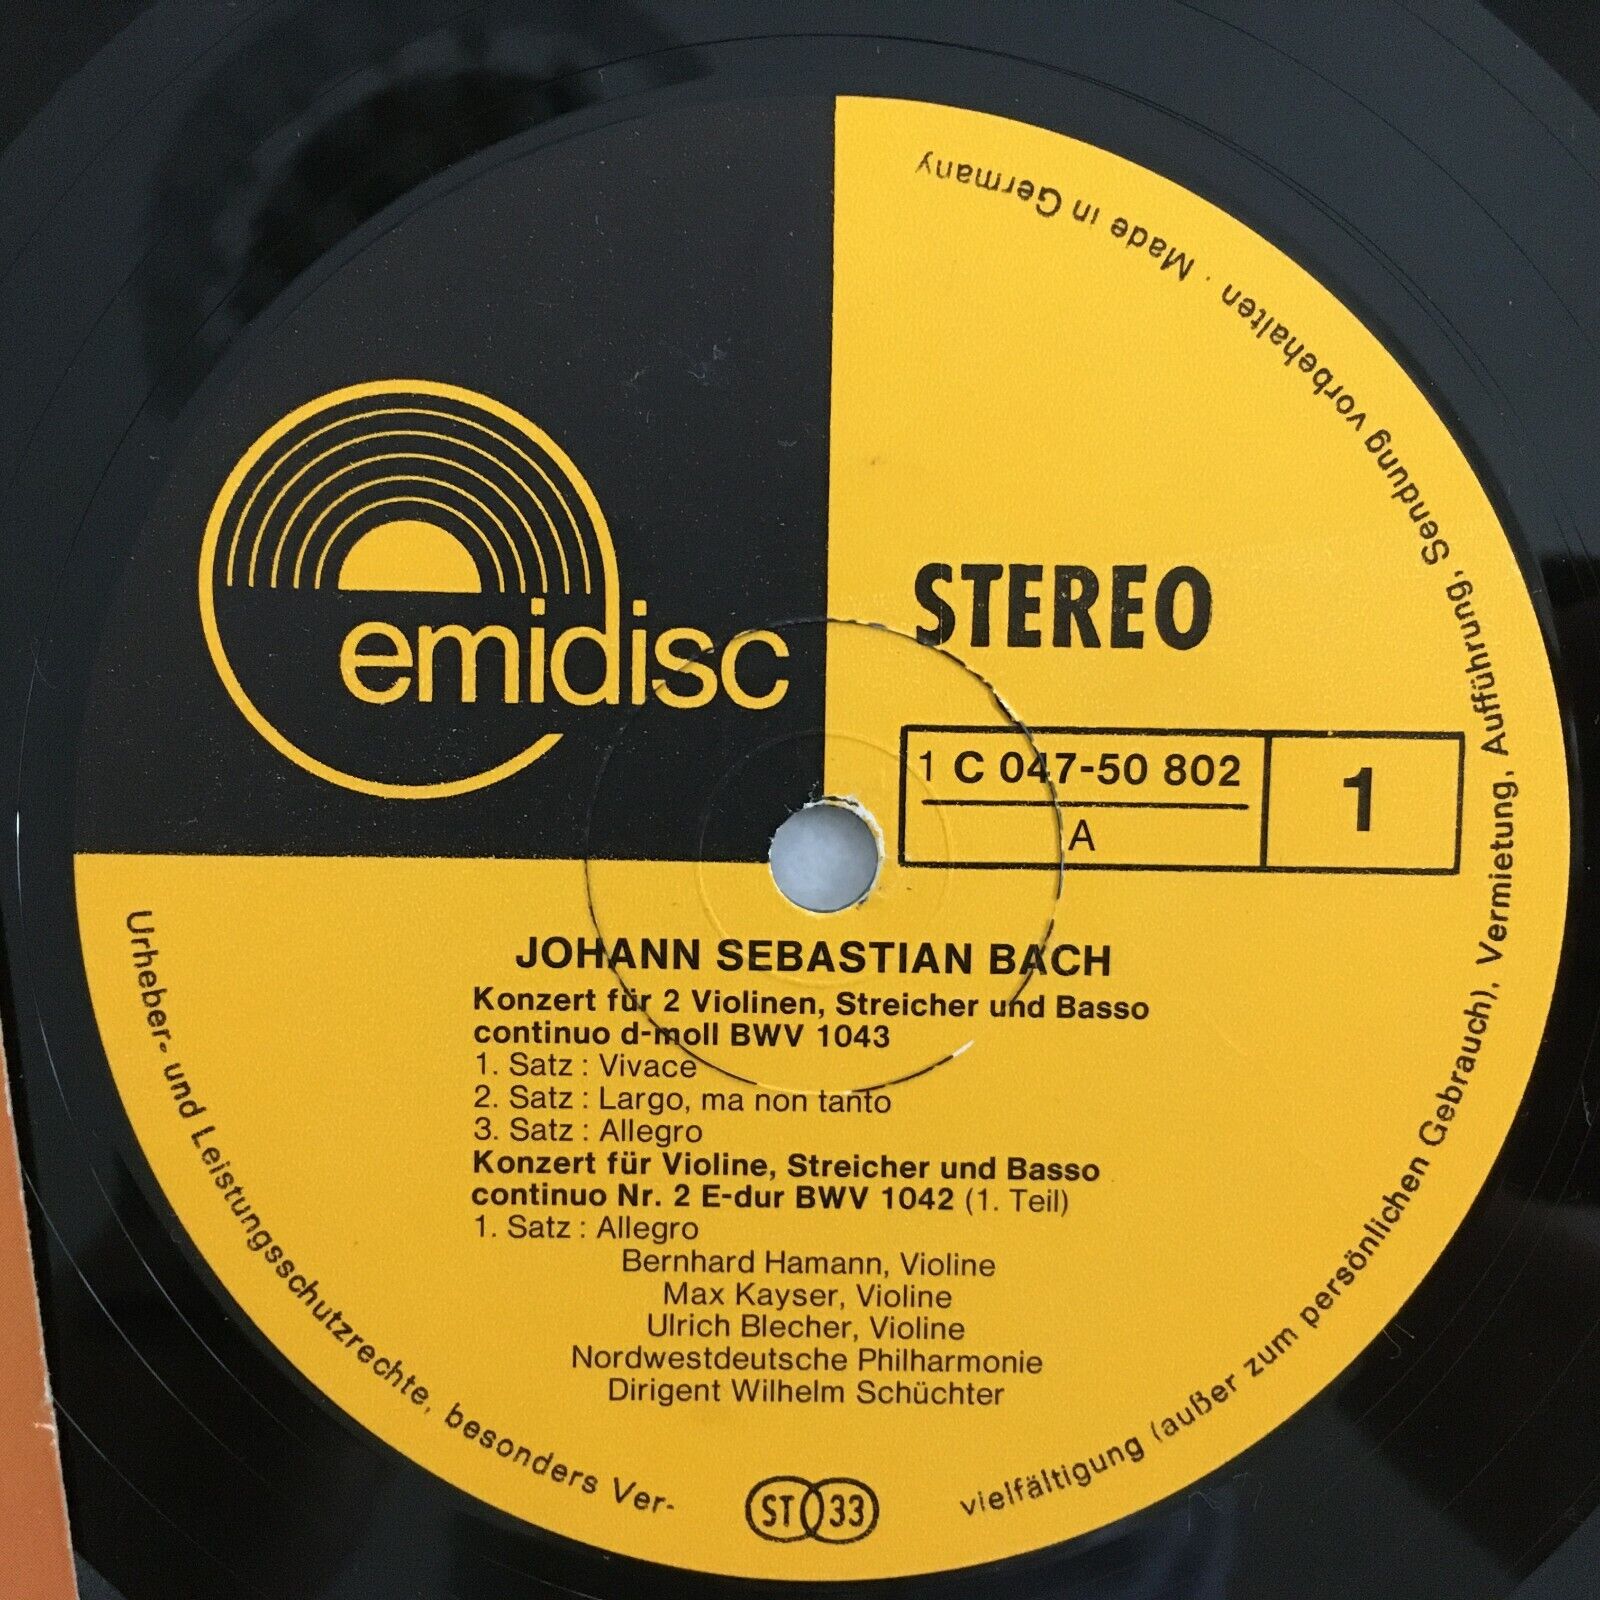 emidisc
STEREO
1 C 047-50 802
A
1
JOHANN SEBASTIAN BACH
Konzert für 2 Violinen, Streicher und Basso
continuo d-moll BWV 1043
1. Satz : Vivace
2. Satz : Largo, ma non tanto
3. Satz : Allegro
Konzert für Violine, Streicher und Basso
continuo Nr. 2 E-dur BWV 1042 (1. Teil)
1. Satz : Allegro
Bernhard Hamann, Violine
Max Kayser, Violine
Ulrich Blecher, Violine
Nordwestdeutsche Philharmonie
Dirigent Wilhelm Schüchter
ST 33
Urheber- und Leistungsschutzrechte, besonders Ver-
vielfältigung (außer zum persönlichen Gebrauch), Vermietung, Aufführung, Sendung vorbehalten · Made in Germany